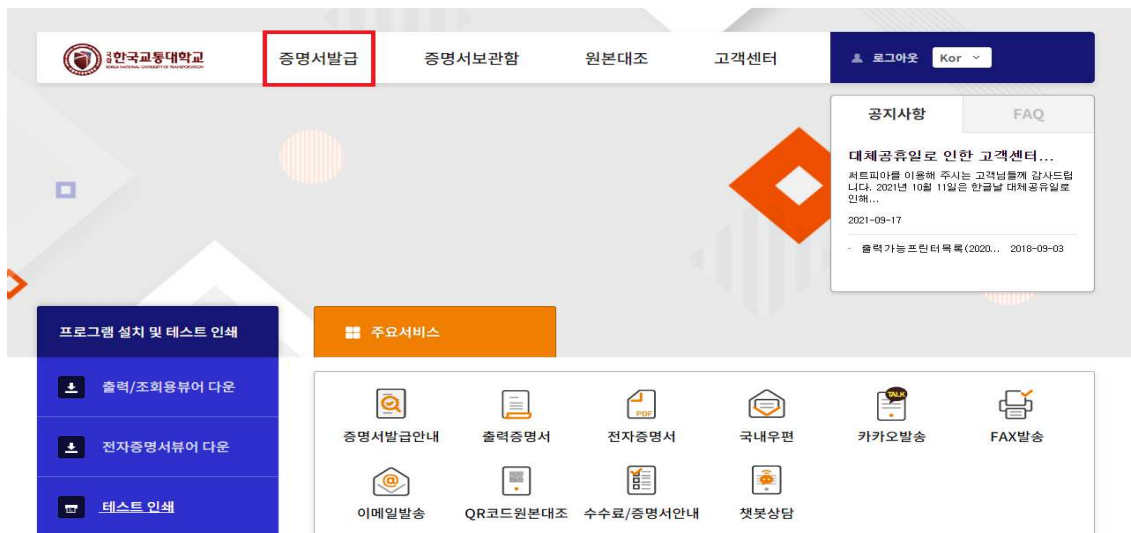 국립한국교통대학교
KOREA NATIONAL UNIVERSITY OF TRANSPORTATION
증명서발급
증명서보관함
원본대조
고객센터
로그아웃
Kor
공지사항
FAQ
대체공휴일로 인한 고객센터...
써트피아를 이용해 주시는 고객님들께 감사드립
니다. 2021년 10월 11일은 한글날 대체공유일로
인해...
2021-09-17
· 출력가능프린터목록(2020... 2018-09-03
프로그램 설치 및 테스트 인쇄
출력/조회용뷰어 다운
전자증명서뷰어 다운
테스트 인쇄
주요서비스
PDF
TALK
증명서발급안내
출력증명서
전자증명서
국내우편
카카오발송
FAX발송
이메일발송
QR코드원본대조
수수료/증명서안내
챗봇상담